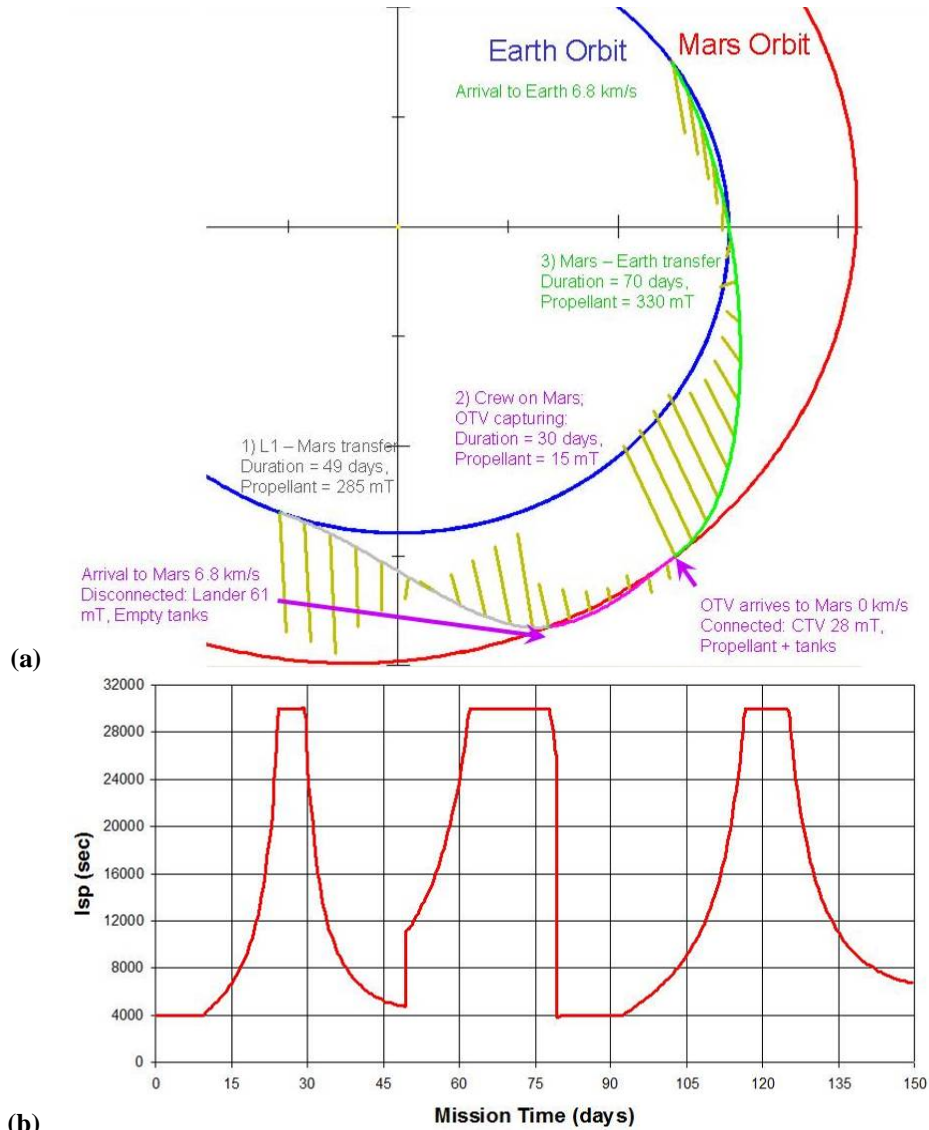 Earth Orbit
Mars Orbit
Arrival to Earth 6.8 km/s
3) Mars – Earth transfer
Duration = 70 days,
Propellant = 330 mT
2) Crew on Mars;
OTV capturing:
Duration = 30 days,
Propellant = 15 mT
1) L1 – Mars transfer
Duration = 49 days,
Propellant = 285 mT
Arrival to Mars 6.8 km/s
Disconnected: Lander 61
mT, Empty tanks
OTV arrives to Mars 0 km/s
Connected: CTV 28 mT,
Propellant + tanks
(a)
32000
28000
24000
20000
16000
12000
8000
4000
0
Isp (sec)
0 15 30 45 60 75 90 105 120 135 150
Mission Time (days)
(b)